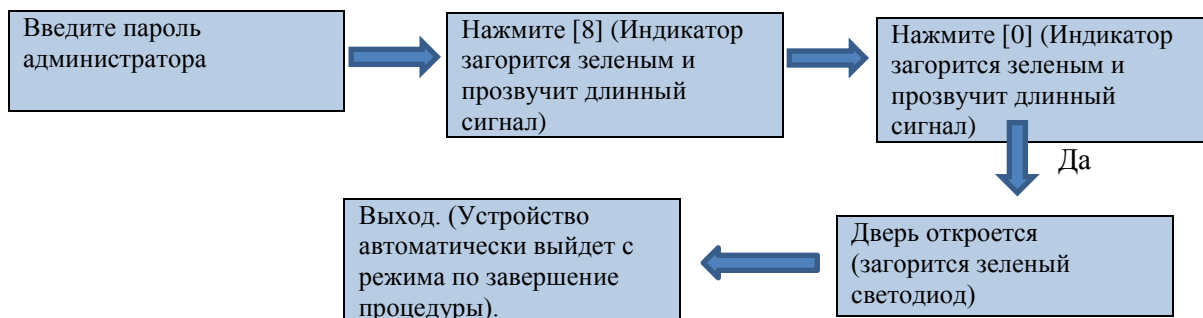 Введите пароль
администратора
Нажмите [8] (Индикатор
загорится зеленым и
прозвучит длинный
сигнал)
Нажмите [0] (Индикатор
загорится зеленым и
прозвучит длинный
сигнал)
Да
Дверь откроется
(загорится зеленый
светодиод)
Выход. (Устройство
автоматически выйдет с
режима по завершение
процедуры).